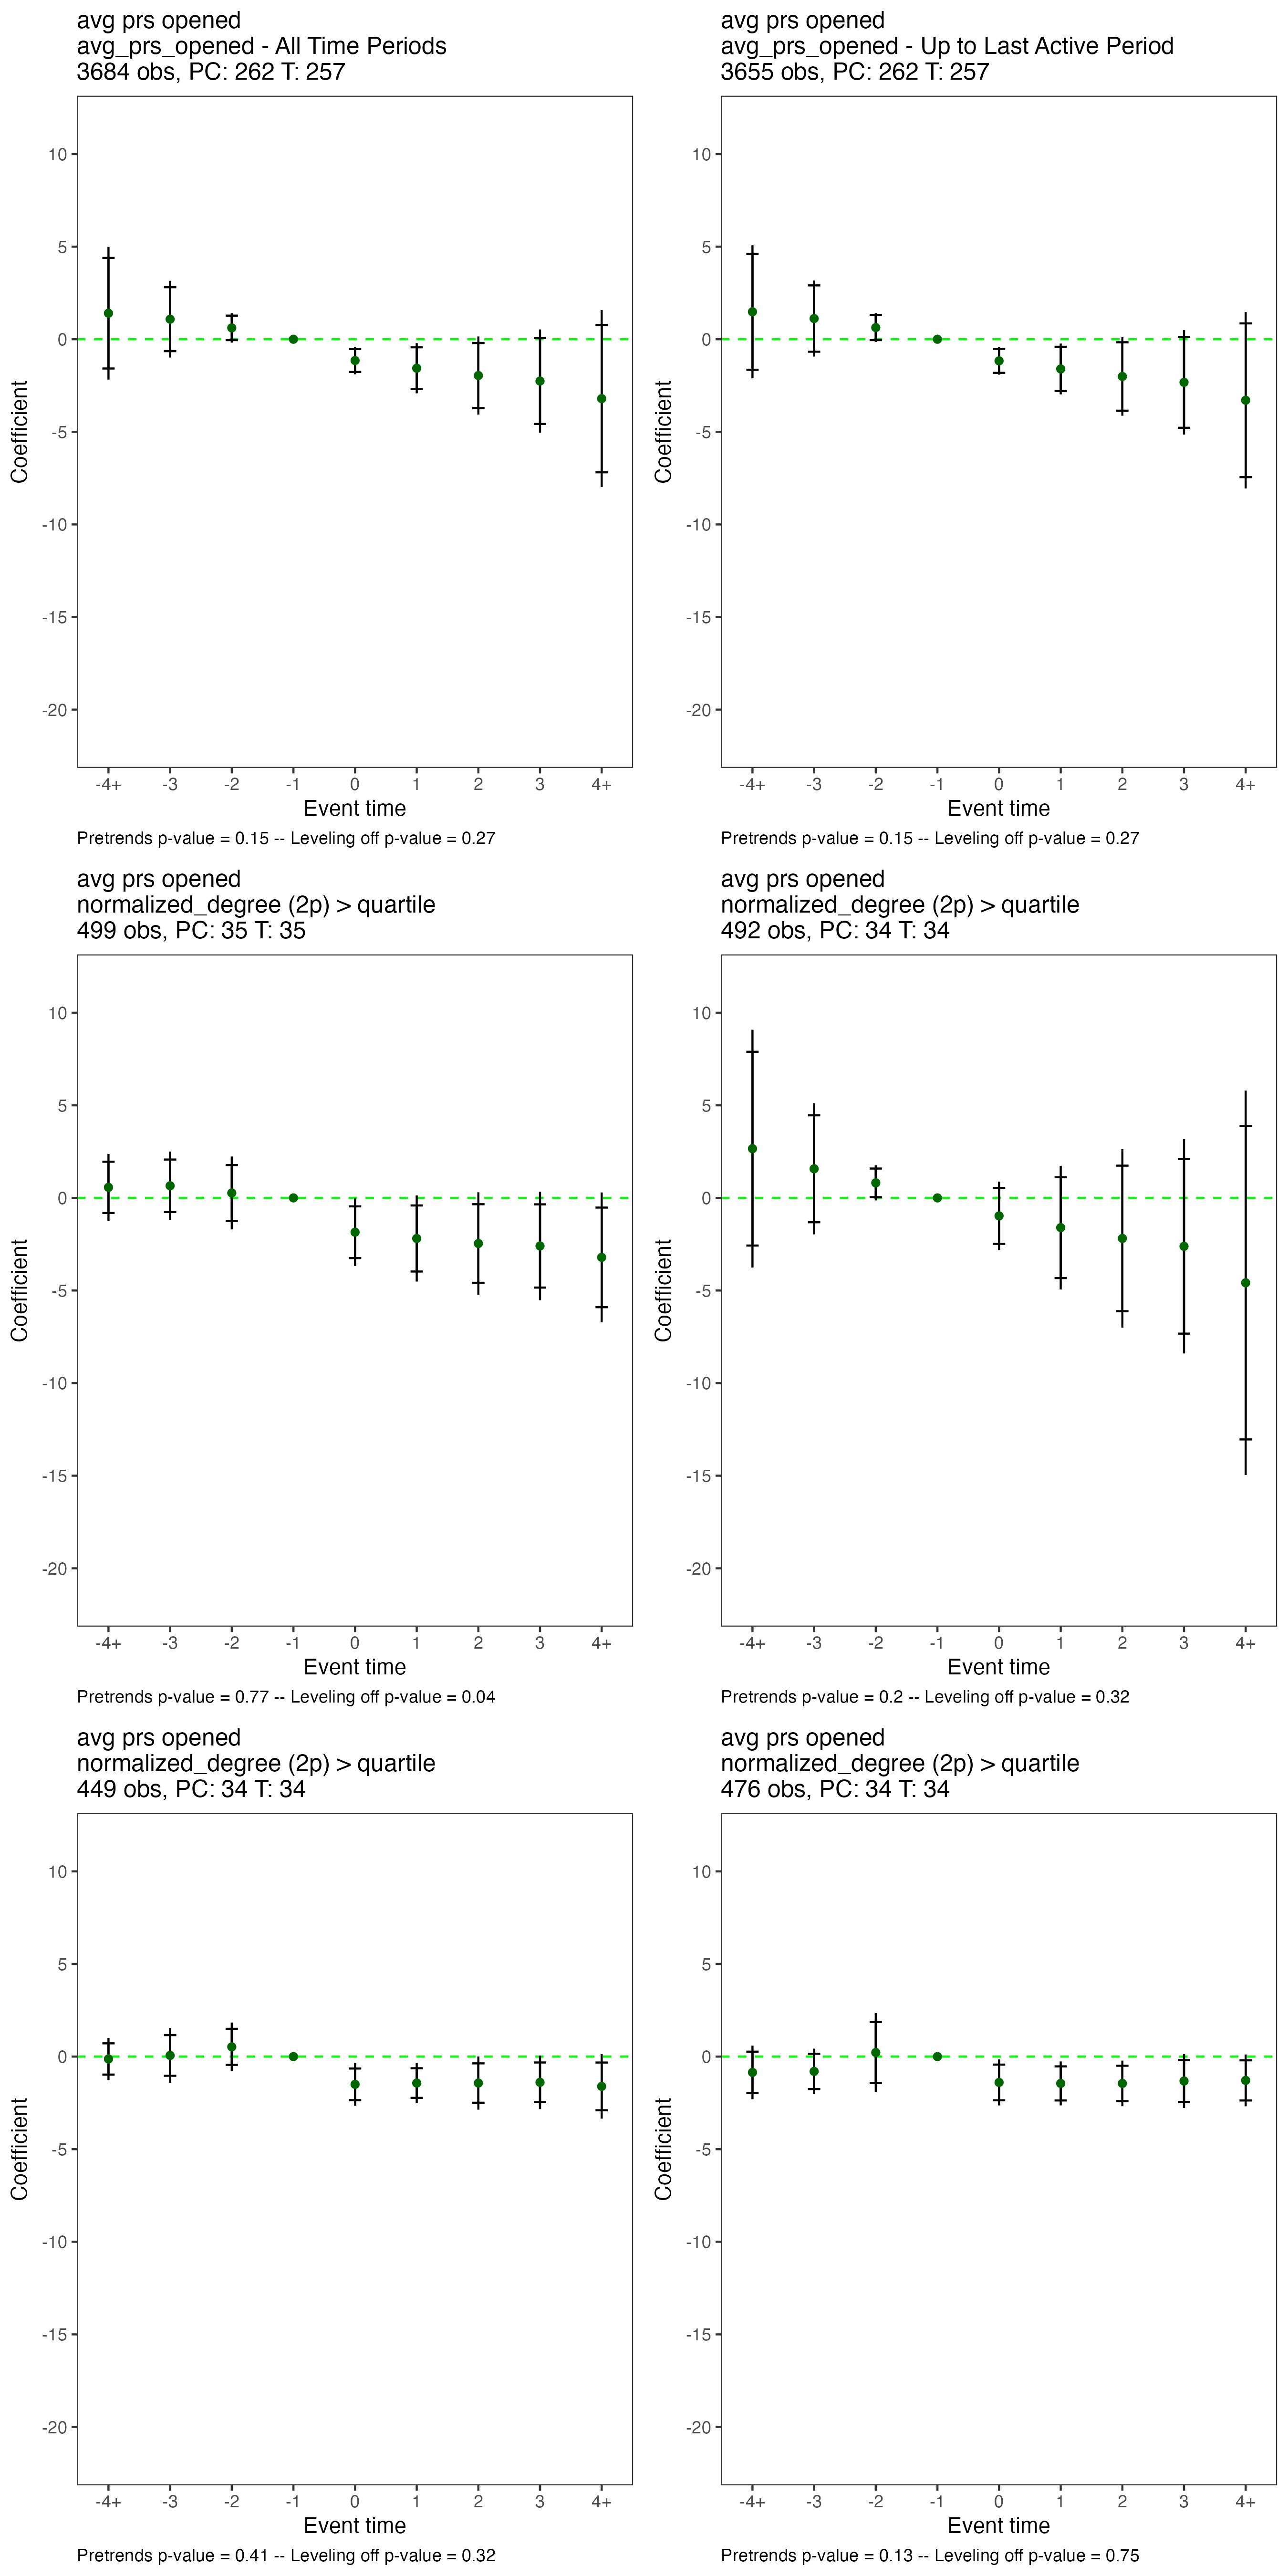 avg prs opened
avg_prs_opened - All Time Periods
3684 obs, PC: 262 T: 257
10
5
0
-5
-10
-15
-20
Coefficient
-4+ -3 -2 -1 0 1 2 3 4+
Event time
Pretrends p-value = 0.15 -- Leveling off p-value = 0.27
avg prs opened
avg_prs_opened - Up to Last Active Period
3655 obs, PC: 262 T: 257
10
5
0
-5
-10
-15
-20
Coefficient
-4+ -3 -2 -1 0 1 2 3 4+
Event time
Pretrends p-value = 0.15 -- Leveling off p-value = 0.27
avg prs opened
normalized_degree (2p) > quartile
499 obs, PC: 35 T: 35
10
5
0
-5
-10
-15
-20
Coefficient
-4+ -3 -2 -1 0 1 2 3 4+
Event time
Pretrends p-value = 0.77 -- Leveling off p-value = 0.04
avg prs opened
normalized_degree (2p) > quartile
492 obs, PC: 34 T: 34
10
5
0
-5
-10
-15
-20
Coefficient
-4+ -3 -2 -1 0 1 2 3 4+
Event time
Pretrends p-value = 0.2 -- Leveling off p-value = 0.32
avg prs opened
normalized_degree (2p) > quartile
449 obs, PC: 34 T: 34
10
5
0
-5
-10
-15
-20
Coefficient
-4+ -3 -2 -1 0 1 2 3 4+
Event time
Pretrends p-value = 0.41 -- Leveling off p-value = 0.32
avg prs opened
normalized_degree (2p) > quartile
476 obs, PC: 34 T: 34
10
5
0
-5
-10
-15
-20
Coefficient
-4+ -3 -2 -1 0 1 2 3 4+
Event time
Pretrends p-value = 0.13 -- Leveling off p-value = 0.75